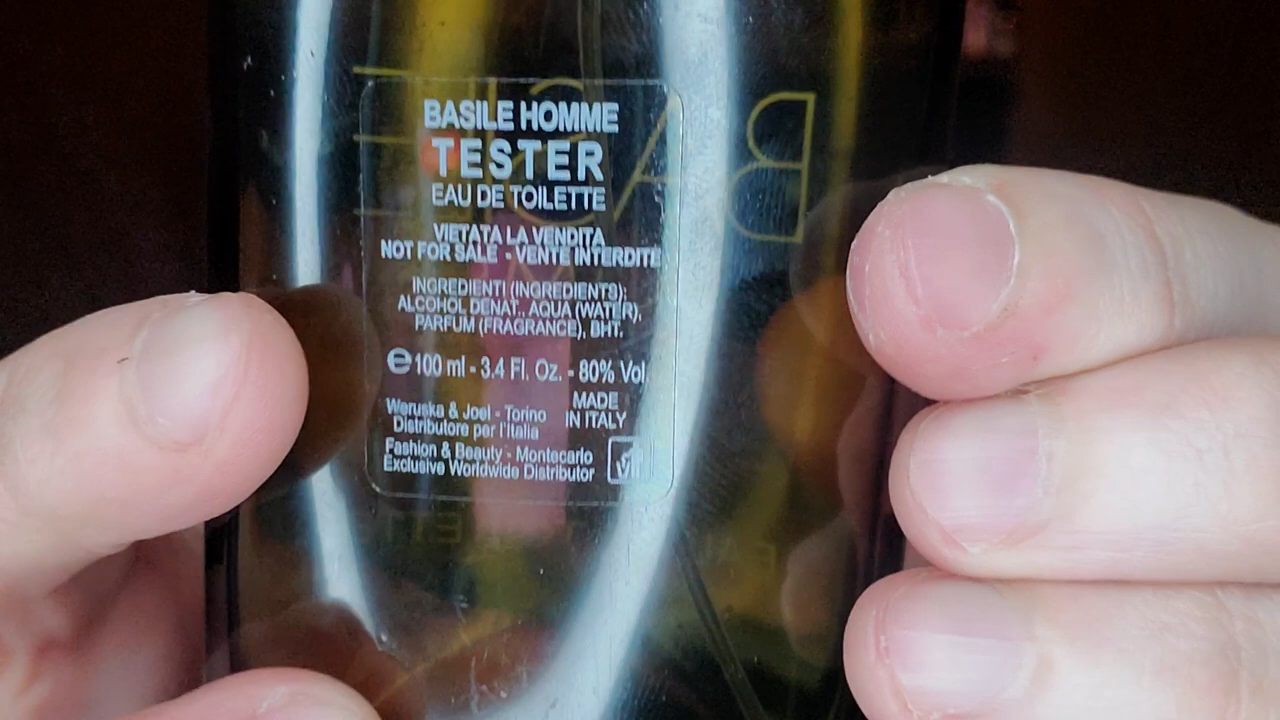 BASILE HOMME
TESTER
EAU DE TOILETTE
VIETATA LA VENDITA
NOT FOR SALE - VENTE INTERDITE
INGREDIENTI (INGREDIENTS):
ALCOHOL DENAT., AQUA (WATER),
PARFUM (FRAGRANCE), BHT.
e 100 ml - 3.4 Fl. Oz. - 80% Vol.
MADE
IN ITALY
Weruska & Joel - Torino
Distributore per l'Italia
Fashion & Beauty - Montecarlo
Exclusive Worldwide Distributor
BASILE